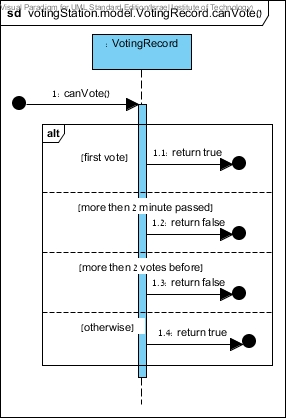 Visual Paradigm for UML Standard Edition(Israel Institute of Technology)
sd votingStation.model.VotingRecord.canVote()
: VotingRecord
1: canVote()
alt
[first vote]
1.1: return true
[more then 2 minute passed]
1.2: return false
[more then 2 votes before]
1.3: return false
[otherwise]
1.4: return true